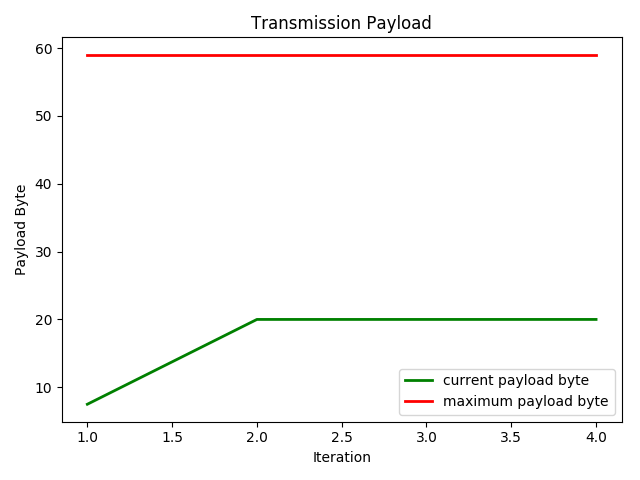 Transmission Payload
Payload Byte
60
50
40
30
20
10
current payload byte
maximum payload byte
1.0 1.5 2.0 2.5 3.0 3.5 4.0
Iteration